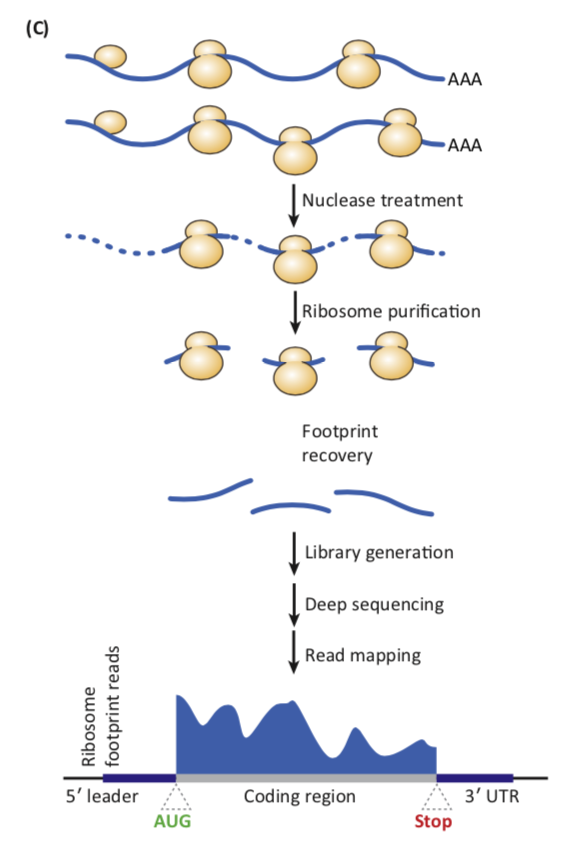 (C)
AAA
AAA
Nuclease treatment
Ribosome purification
Footprint
recovery
Library generation
Deep sequencing
Read mapping
Ribosome
footprint reads
5′ leader
Coding region
3′ UTR
AUG
Stop